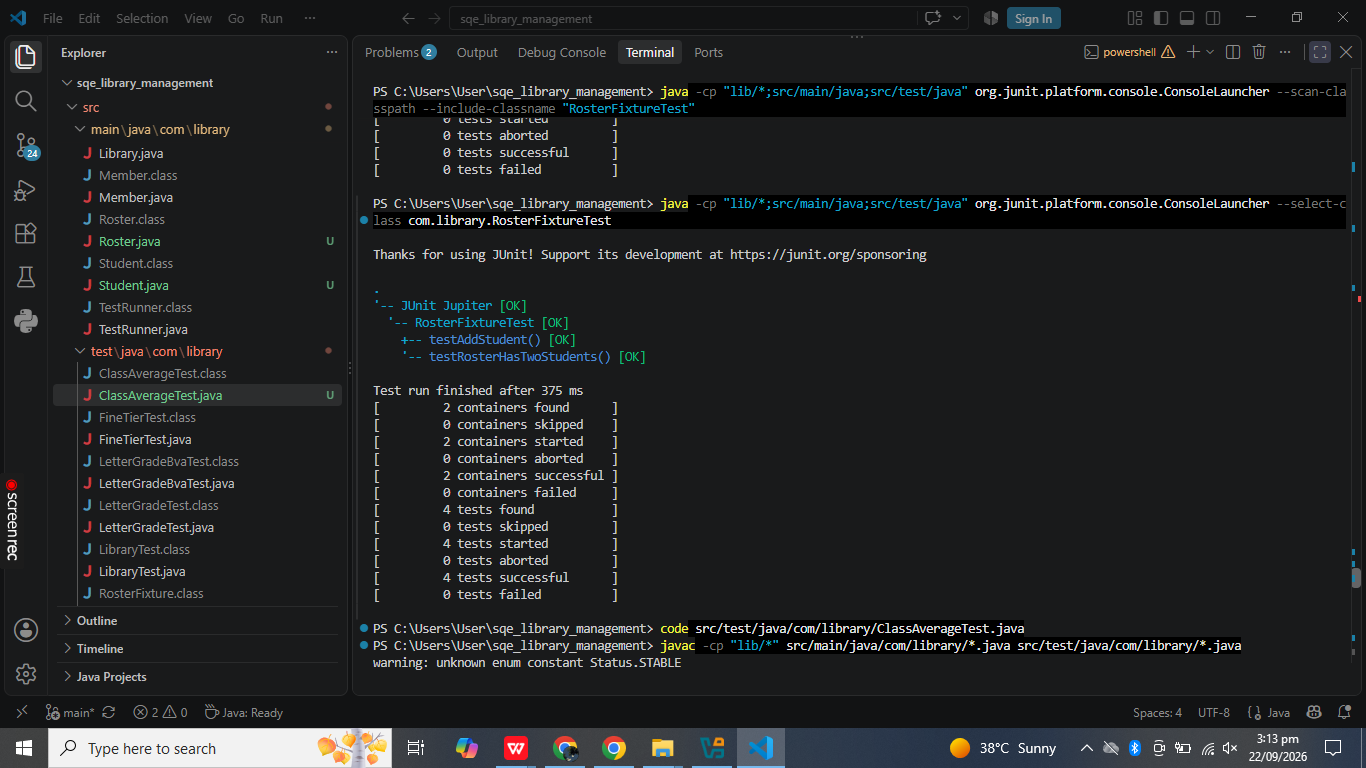 File Edit Selection View Go Run ··· sqe_library_management Sign In
Explorer ···
sqe_library_management
src
main\java\com\library
J Library.java
J Member.class
J Member.java
J Roster.class
J Roster.java U
J Student.class
J Student.java U
J TestRunner.class
J TestRunner.java
test\java\com\library
J ClassAverageTest.class
J ClassAverageTest.java U
J FineTierTest.class
J FineTierTest.java
J LetterGradeBvaTest.class
J LetterGradeBvaTest.java
J LetterGradeTest.class
J LetterGradeTest.java
J LibraryTest.class
J LibraryTest.java
J RosterFixture.class
Outline
Timeline
Java Projects
24
screenrec
Problems 2 Output Debug Console Terminal Ports powershell ···
PS C:\Users\User\sqe_library_management> java -cp "lib/*;src/main/java;src/test/java" org.junit.platform.console.ConsoleLauncher --scan-cla
sspath --include-classname "RosterFixtureTest"
[ 0 tests started ]
[ 0 tests aborted ]
[ 0 tests successful ]
[ 0 tests failed ]
PS C:\Users\User\sqe_library_management> java -cp "lib/*;src/main/java;src/test/java" org.junit.platform.console.ConsoleLauncher --select-c
lass com.library.RosterFixtureTest
Thanks for using JUnit! Support its development at https://junit.org/sponsoring
.
'-- JUnit Jupiter [OK]
'-- RosterFixtureTest [OK]
+-- testAddStudent() [OK]
'-- testRosterHasTwoStudents() [OK]
Test run finished after 375 ms
[ 2 containers found ]
[ 0 containers skipped ]
[ 2 containers started ]
[ 0 containers aborted ]
[ 2 containers successful ]
[ 0 containers failed ]
[ 4 tests found ]
[ 0 tests skipped ]
[ 4 tests started ]
[ 0 tests aborted ]
[ 4 tests successful ]
[ 0 tests failed ]
PS C:\Users\User\sqe_library_management> code src/test/java/com/library/ClassAverageTest.java
PS C:\Users\User\sqe_library_management> javac -cp "lib/*" src/main/java/com/library/*.java src/test/java/com/library/*.java
warning: unknown enum constant Status.STABLE
main* 2 0 Java: Ready Spaces: 4 UTF-8 {} Java
Type here to search
38°C Sunny
3:13 pm
22/09/2026